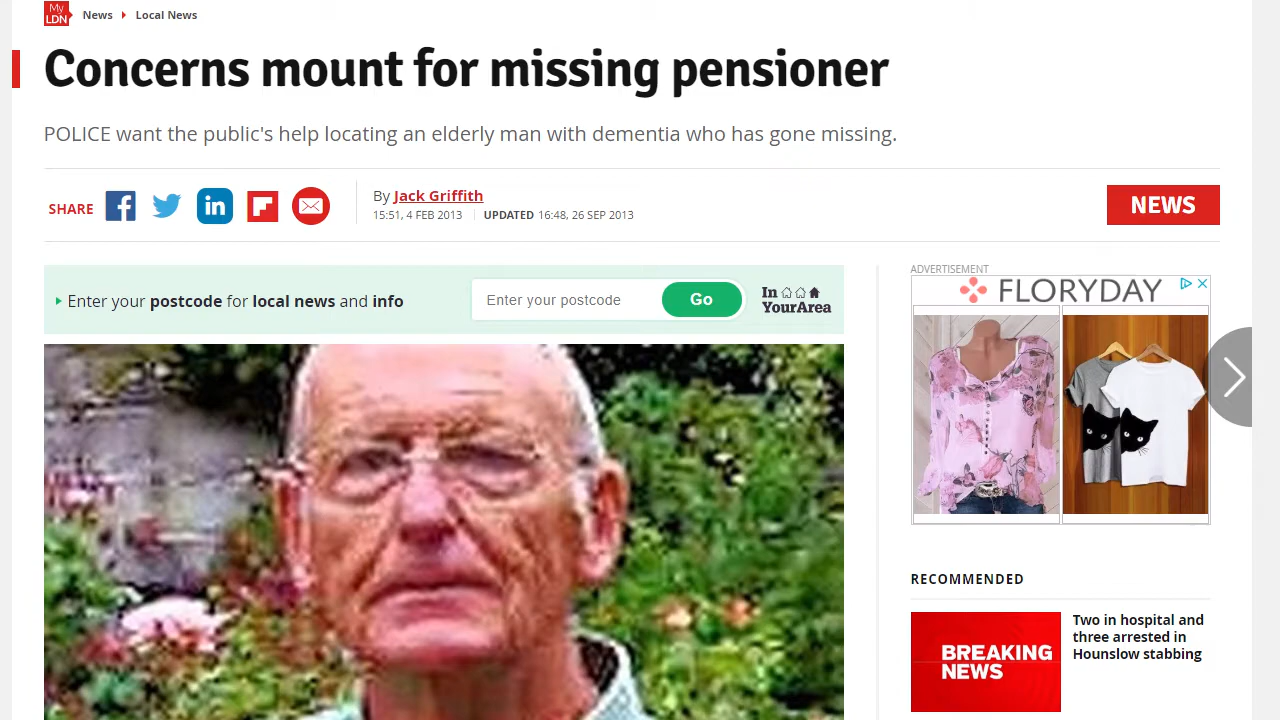 My
LDN
News
Local News
Concerns mount for missing pensioner
POLICE want the public's help locating an elderly man with dementia who has gone missing.
SHARE
in
By Jack Griffith
15:51, 4 FEB 2013
UPDATED 16:48, 26 SEP 2013
NEWS
Enter your postcode for local news and info
Enter your postcode
Go
In
YourArea
ADVERTISEMENT
FLORYDAY
RECOMMENDED
BREAKING
NEWS
Two in hospital and
three arrested in
Hounslow stabbing